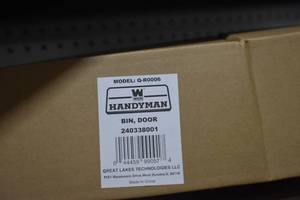 MODEL: Q-R0006
W
HANDYMAN
BIN, DOOR
240338001
GREAT LAKES TECHNOLOGIES LLC
Made in China